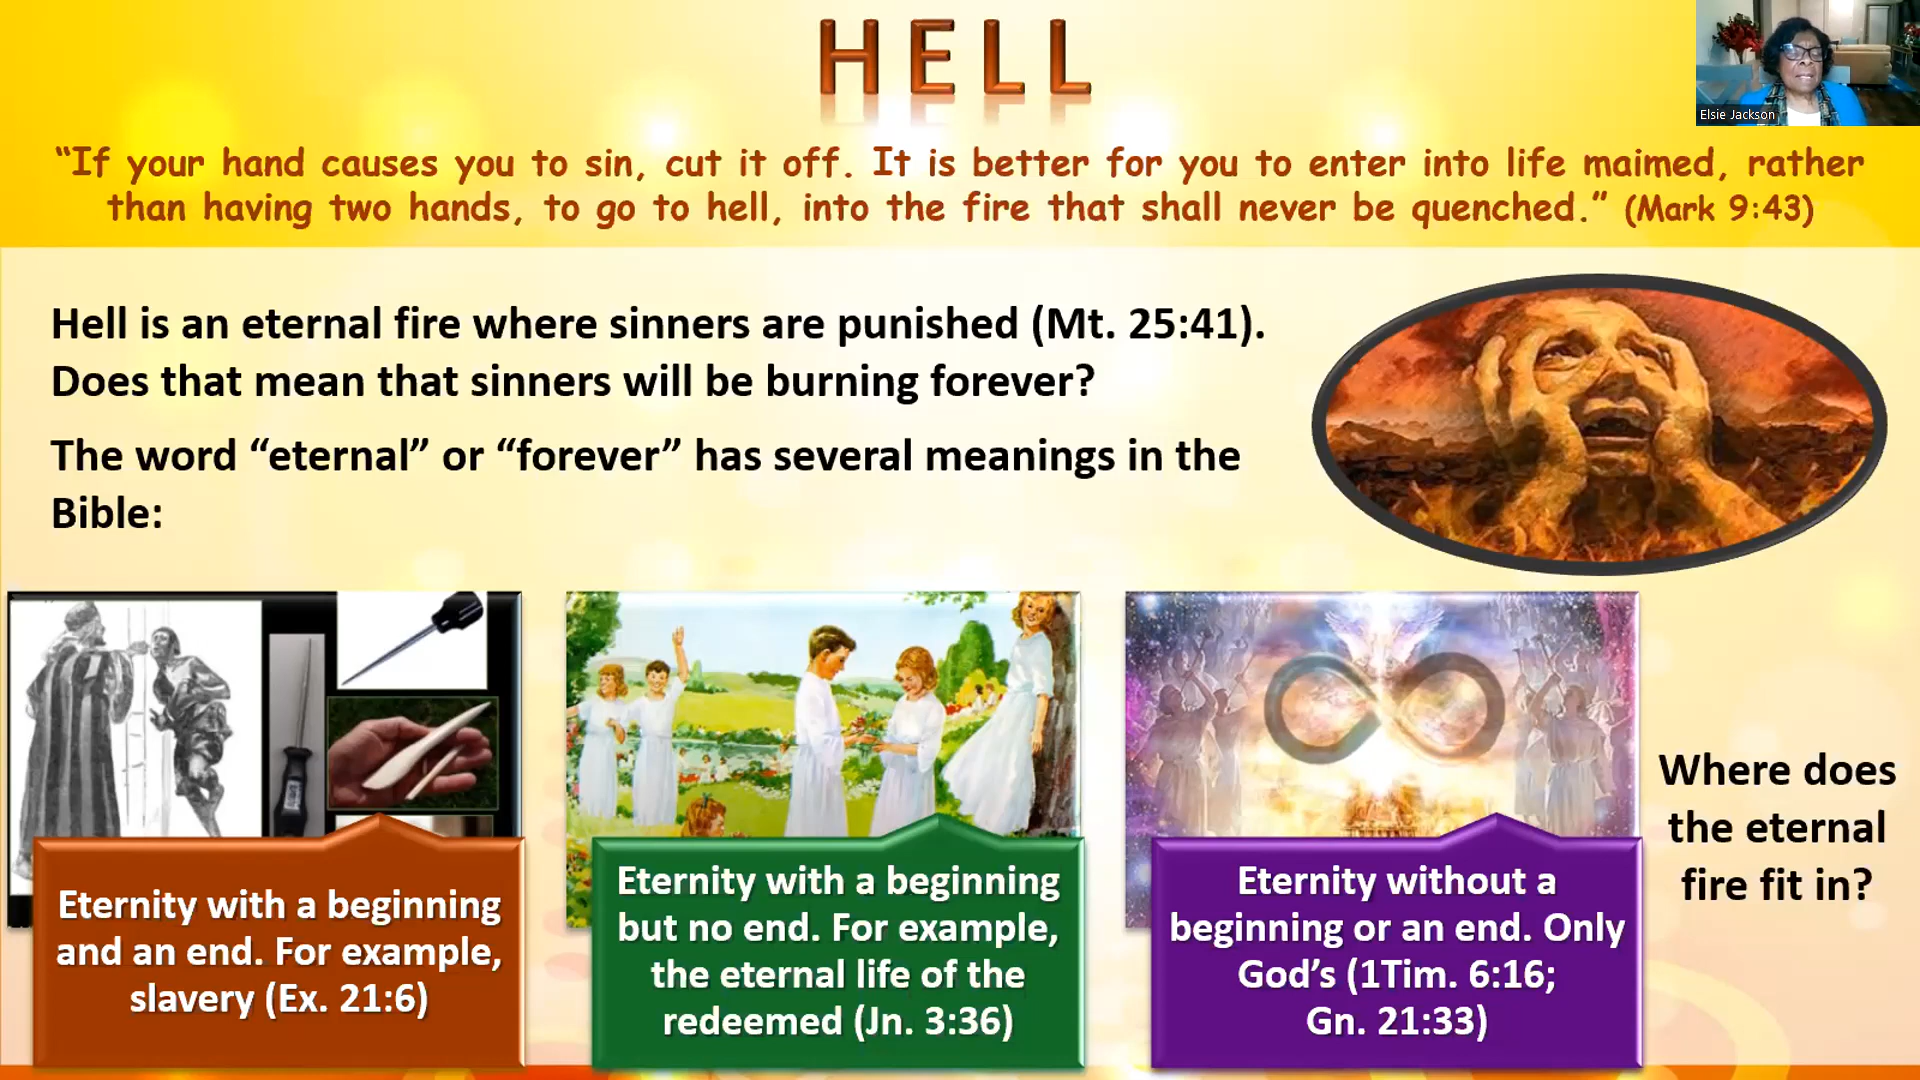 HELL
Elsie Jackson
“If your hand causes you to sin, cut it off. It is better for you to enter into life maimed, rather
than having two hands, to go to hell, into the fire that shall never be quenched.” (Mark 9:43)
Hell is an eternal fire where sinners are punished (Mt. 25:41).
Does that mean that sinners will be burning forever?
The word “eternal” or “forever” has several meanings in the
Bible:
Eternity with a beginning
and an end. For example,
slavery (Ex. 21:6)
Eternity with a beginning
but no end. For example,
the eternal life of the
redeemed (Jn. 3:36)
Eternity without a
beginning or an end. Only
God’s (1Tim. 6:16;
Gn. 21:33)
Where does
the eternal
fire fit in?